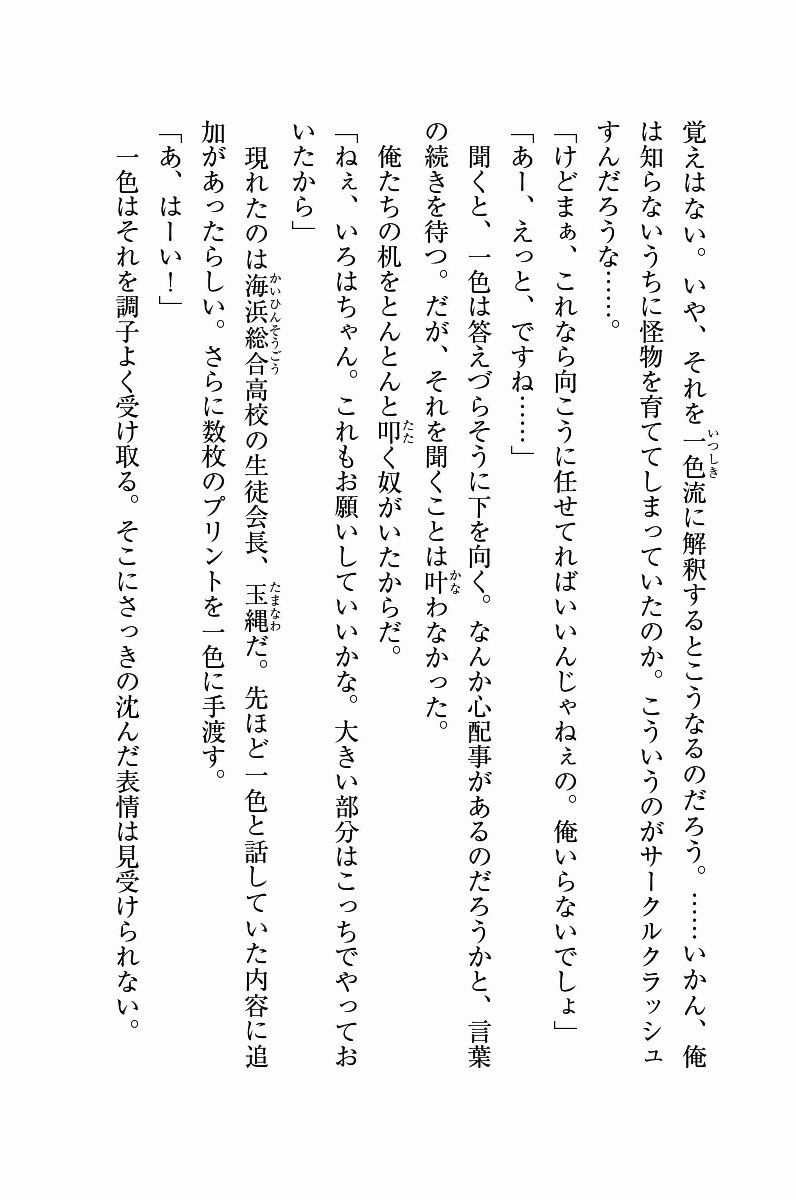 覚えはない。いや、それを一色流に解釈するとこうなるのだろう。……いかん、俺
は知らないうちに怪物を育ててしまっていたのか。こういうのがサークルクラッシュ
すんだろうな……。
「けどまぁ、これなら向こうに任せてればいいんじゃねぇの。俺いらないでしょ」
「あー、えっと、ですね……」
聞くと、一色は答えづらそうに下を向く。なんか心配事があるのだろうかと、言葉
の続きを待つ。だが、それを聞くことは叶わなかった。
俺たちの机をとんとんと叩く奴がいたからだ。
「ねぇ、いろはちゃん。これもお願いしていいかな。大きい部分はこっちでやってお
いたから」
現れたのは海浜総合高校の生徒会長、玉縄だ。先ほど一色と話していた内容に追
加があったらしい。さらに数枚のプリントを一色に手渡す。
「あ、はーい！」
一色はそれを調子よく受け取る。そこにさっきの沈んだ表情は見受けられない。